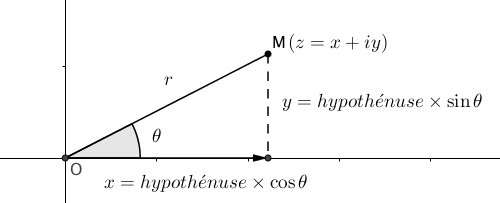 M (z = x + iy)
r
y = hypothénuse × sin θ
θ
O
x = hypothénuse × cos θ